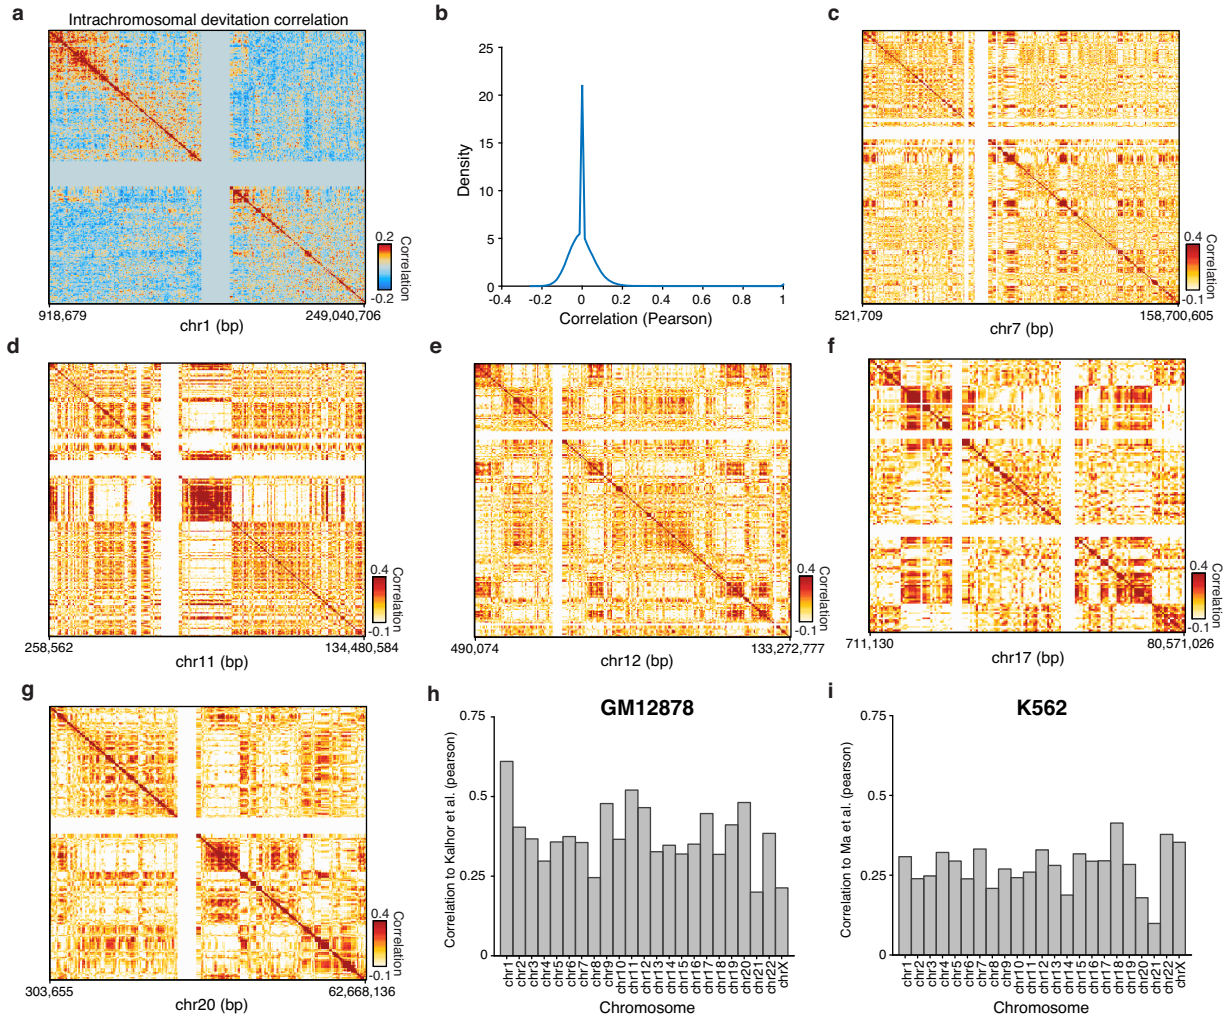 a
Intrachromosomal devitation correlation
0.2
-0.2
Correlation
918,679
249,040,706
chr1 (bp)
b
25
20
15
10
5
0
Density
-0.4
-0.2
0
0.2
0.4
0.6
0.8
1
Correlation (Pearson)
c
0.4
-0.1
Correlation
521,709
158,700,605
chr7 (bp)
d
0.4
-0.1
Correlation
258,562
134,480,584
chr11 (bp)
e
0.4
-0.1
Correlation
490,074
133,272,777
chr12 (bp)
f
0.4
-0.1
Correlation
711,130
80,571,026
chr17 (bp)
g
0.4
-0.1
Correlation
303,655
62,668,136
chr20 (bp)
h
GM12878
0.75
0.5
0.25
0
Correlation to Kalhor et al. (pearson)
chr1
chr2
chr3
chr4
chr5
chr6
chr7
chr8
chr9
chr10
chr11
chr12
chr13
chr14
chr15
chr16
chr17
chr18
chr19
chr20
chr21
chr22
chrX
Chromosome
i
K562
0.75
0.5
0.25
0
Correlation to Ma et al. (pearson)
chr1
chr2
chr3
chr4
chr5
chr6
chr7
chr8
chr9
chr10
chr11
chr12
chr13
chr14
chr15
chr16
chr17
chr18
chr19
chr20
chr21
chr22
chrX
Chromosome